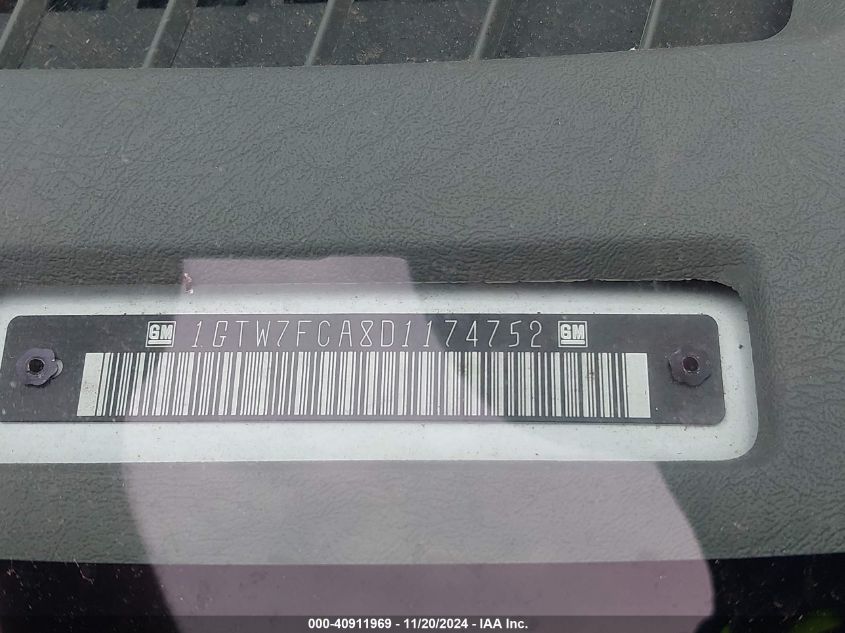 GM 1GTW7FCA8D1174752 GM
000-40911969 - 11/20/2024 - IAA Inc.